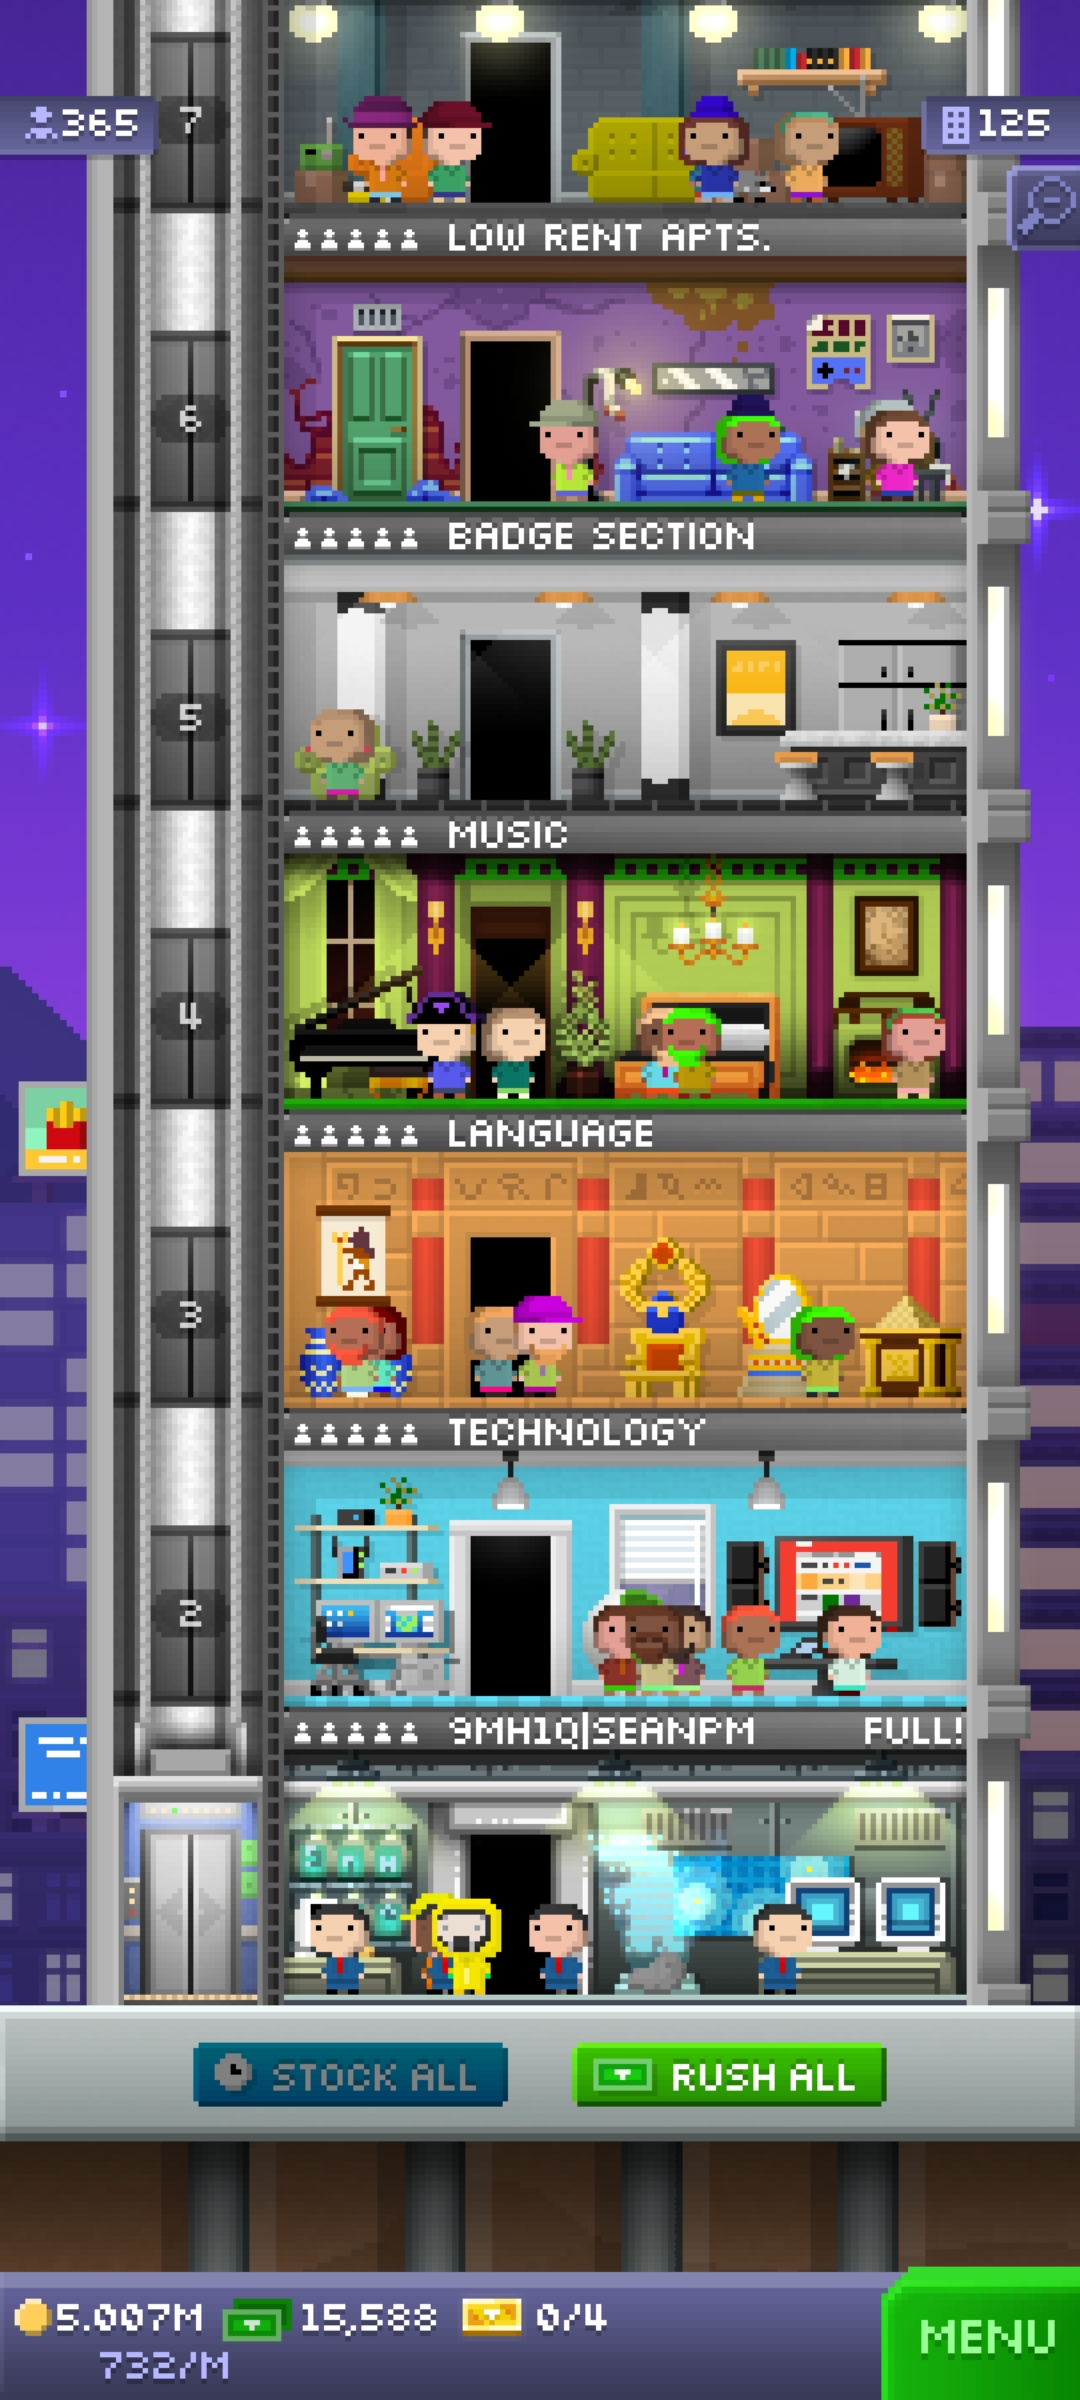 365
7
125
LOW RENT APTS.
6
BADGE SECTION
5
MUSIC
4
LANGUAGE
3
TECHNOLOGY
2
9MH1Q|SEANPM FULL!
STOCK ALL
RUSH ALL
5.007M 15,588 0/4
732/M
MENU